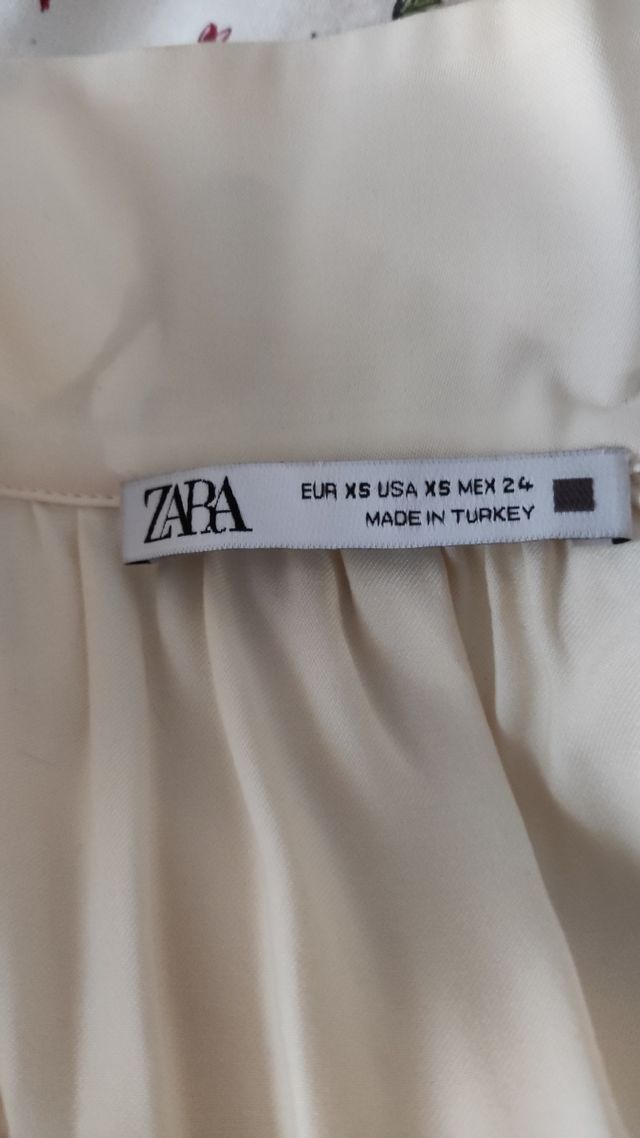 ZARA
EUR XS USA XS MEX 24
MADE IN TURKEY